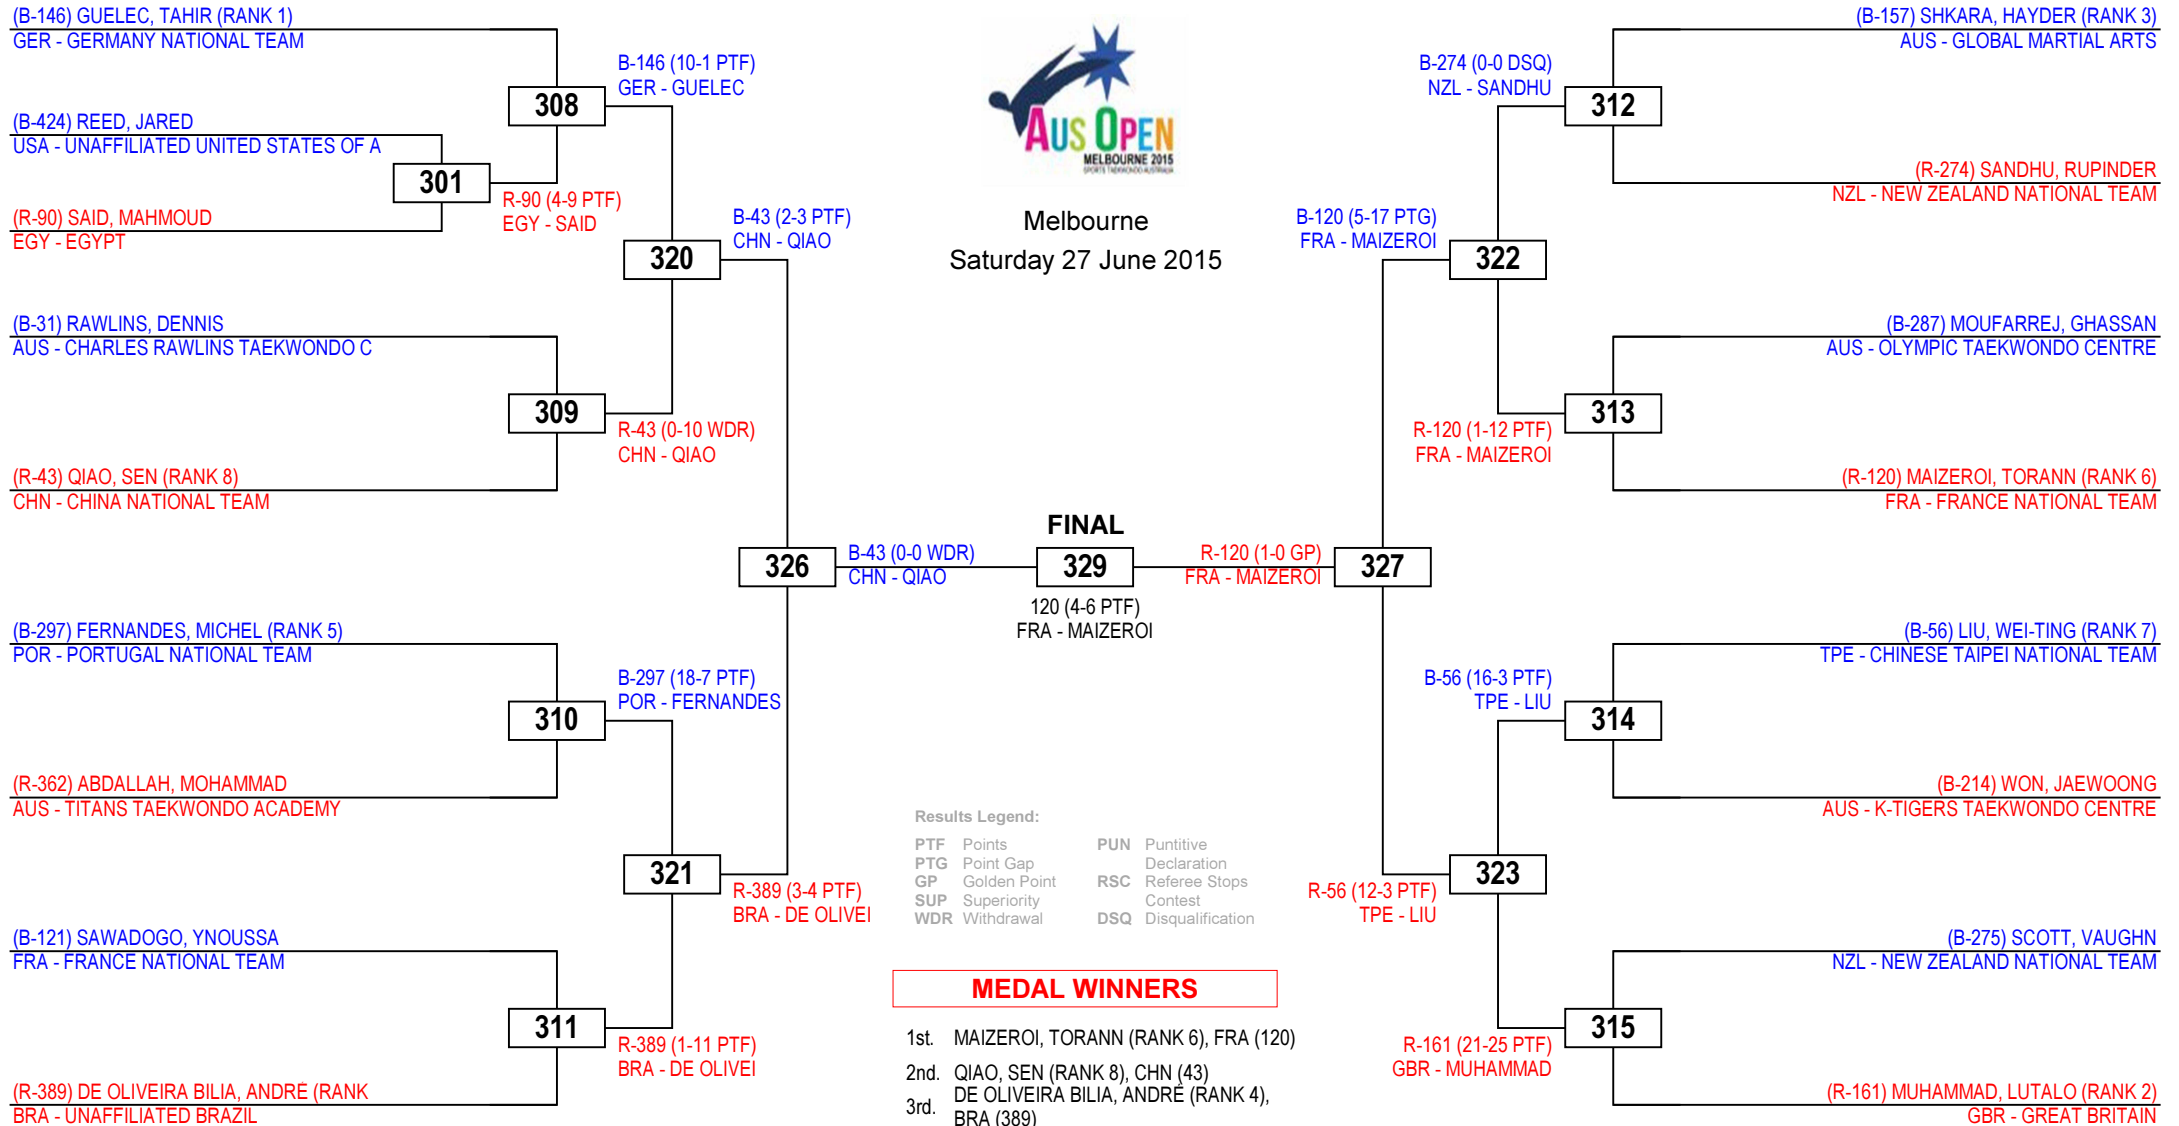 (B-146) GUELEC, TAHIR (RANK 1)
GER - GERMANY NATIONAL TEAM
(B-424) REED, JARED
USA - UNAFFILIATED UNITED STATES OF A
(R-90) SAID, MAHMOUD
EGY - EGYPT
(B-31) RAWLINS, DENNIS
AUS - CHARLES RAWLINS TAEKWONDO C
(R-43) QIAO, SEN (RANK 8)
CHN - CHINA NATIONAL TEAM
(B-297) FERNANDES, MICHEL (RANK 5)
POR - PORTUGAL NATIONAL TEAM
(R-362) ABDALLAH, MOHAMMAD
AUS - TITANS TAEKWONDO ACADEMY
(B-121) SAWADOGO, YNOUSSA
FRA - FRANCE NATIONAL TEAM
(R-389) DE OLIVEIRA BILIA, ANDRÉ (RANK
BRA - UNAFFILIATED BRAZIL
301
R-90 (4-9 PTF)
EGY - SAID
308
B-146 (10-1 PTF)
GER - GUELEC
309
R-43 (0-10 WDR)
CHN - QIAO
310
B-297 (18-7 PTF)
POR - FERNANDES
311
R-389 (1-11 PTF)
BRA - DE OLIVEI
320
B-43 (2-3 PTF)
CHN - QIAO
321
R-389 (3-4 PTF)
BRA - DE OLIVEI
326
B-43 (0-0 WDR)
CHN - QIAO
AUS OPEN
MELBOURNE 2015
SPORTS TAEKWONDO AUSTRALIA
Melbourne
Saturday 27 June 2015
FINAL
329
120 (4-6 PTF)
FRA - MAIZEROI
R-120 (1-0 GP)
FRA - MAIZEROI
327
B-120 (5-17 PTG)
FRA - MAIZEROI
322
R-56 (12-3 PTF)
TPE - LIU
323
B-274 (0-0 DSQ)
NZL - SANDHU
312
R-120 (1-12 PTF)
FRA - MAIZEROI
313
B-56 (16-3 PTF)
TPE - LIU
314
R-161 (21-25 PTF)
GBR - MUHAMMAD
315
(B-157) SHKARA, HAYDER (RANK 3)
AUS - GLOBAL MARTIAL ARTS
(R-274) SANDHU, RUPINDER
NZL - NEW ZEALAND NATIONAL TEAM
(B-287) MOUFARREJ, GHASSAN
AUS - OLYMPIC TAEKWONDO CENTRE
(R-120) MAIZEROI, TORANN (RANK 6)
FRA - FRANCE NATIONAL TEAM
(B-56) LIU, WEI-TING (RANK 7)
TPE - CHINESE TAIPEI NATIONAL TEAM
(B-214) WON, JAEWOONG
AUS - K-TIGERS TAEKWONDO CENTRE
(B-275) SCOTT, VAUGHN
NZL - NEW ZEALAND NATIONAL TEAM
(R-161) MUHAMMAD, LUTALO (RANK 2)
GBR - GREAT BRITAIN
Results Legend:
PTF Points
PTG Point Gap
GP Golden Point
SUP Superiority
WDR Withdrawal
PUN Puntitive
Declaration
RSC Referee Stops
Contest
DSQ Disqualification
MEDAL WINNERS
1st. MAIZEROI, TORANN (RANK 6), FRA (120)
2nd. QIAO, SEN (RANK 8), CHN (43)
3rd. DE OLIVEIRA BILIA, ANDRÉ (RANK 4),
BRA (389)